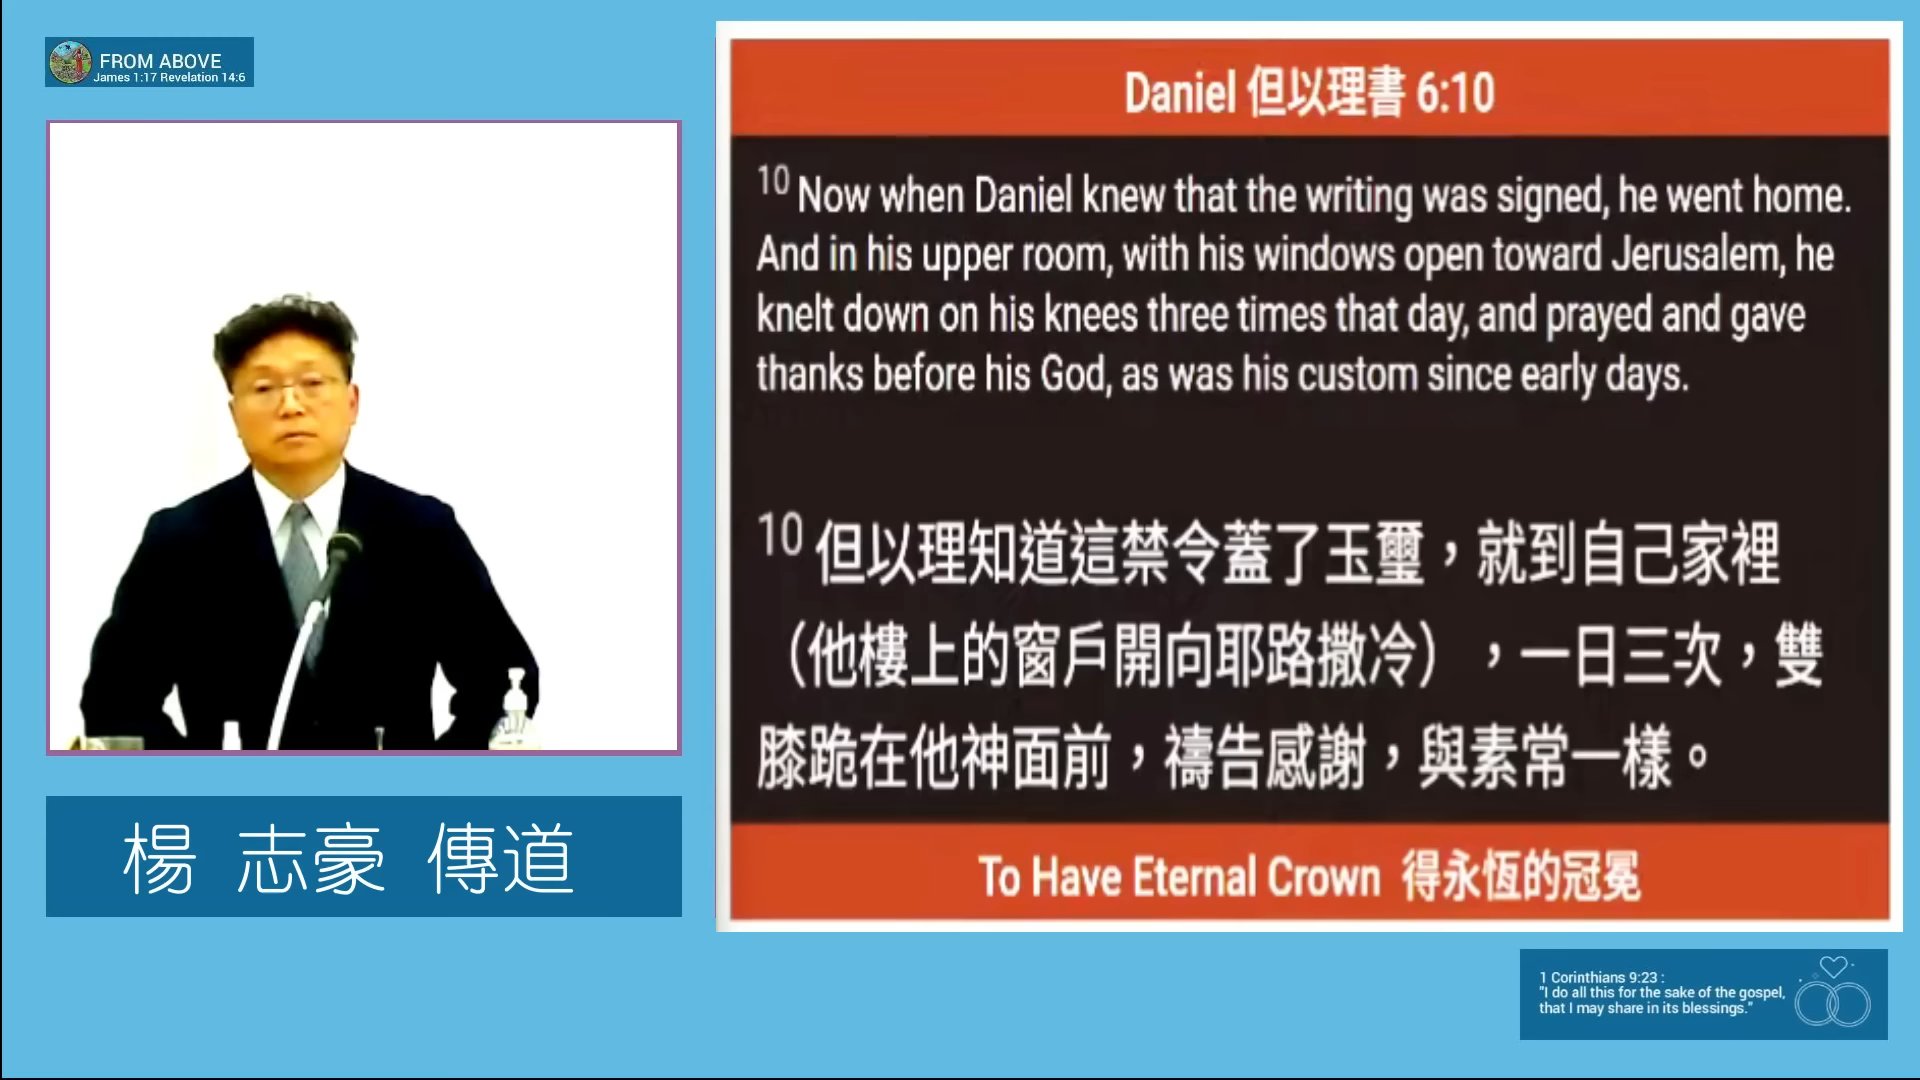 FROM ABOVE
James 1:17 Revelation 14:6
Daniel 但以理書 6:10
10 Now when Daniel knew that the writing was signed, he went home.
And in his upper room, with his windows open toward Jerusalem, he
knelt down on his knees three times that day, and prayed and gave
thanks before his God, as was his custom since early days.
10 但以理知道這禁令蓋了玉璽，就到自己家裡
（他樓上的窗戶開向耶路撒冷），一日三次，雙
膝跪在他神面前，禱告感謝，與素常一樣。
To Have Eternal Crown 得永恆的冠冕
楊 志豪 傳道
1 Corinthians 9:23 :
"I do all this for the sake of the gospel,
that I may share in its blessings."